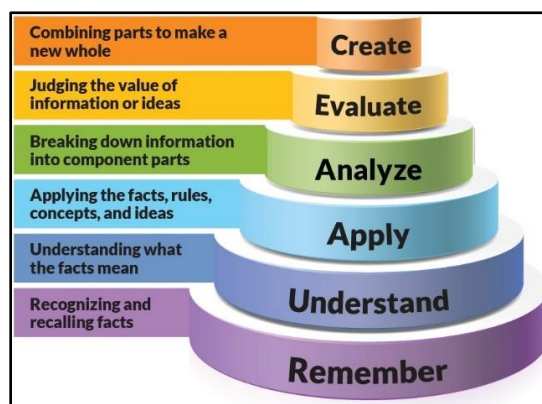 Combining parts to make a
new whole
Create
Judging the value of
information or ideas
Evaluate
Breaking down information
into component parts
Analyze
Applying the facts, rules,
concepts, and ideas
Apply
Understanding what
the facts mean
Understand
Recognizing and
recalling facts
Remember